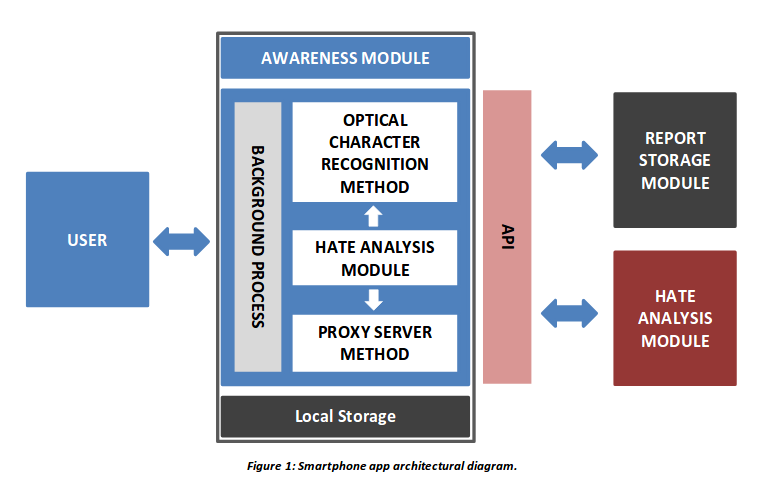 AWARENESS MODULE
BACKGROUND PROCESS
OPTICAL
CHARACTER
RECOGNITION
METHOD
HATE ANALYSIS
MODULE
PROXY SERVER
METHOD
Local Storage
USER
API
REPORT
STORAGE
MODULE
HATE
ANALYSIS
MODULE
Figure 1: Smartphone app architectural diagram.